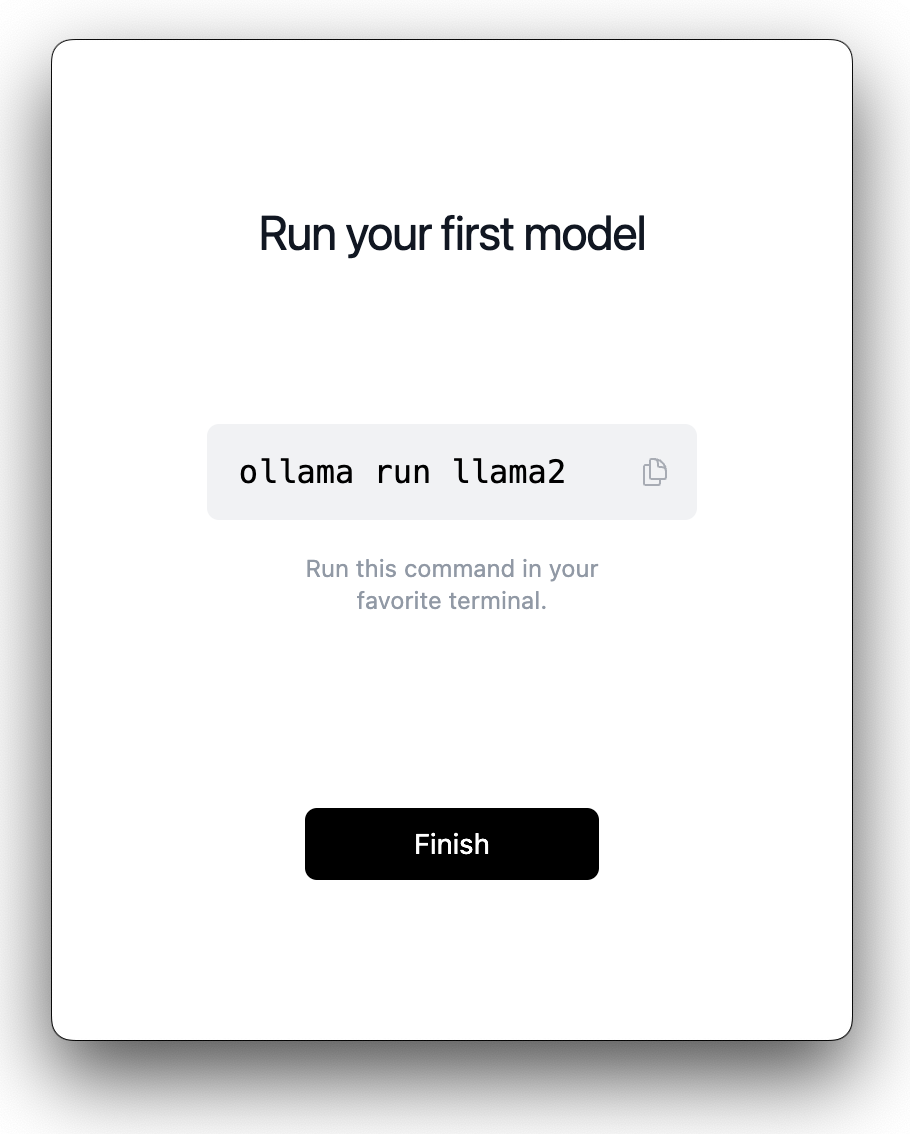 Run your first model
ollama run llama2
Run this command in your
favorite terminal.
Finish